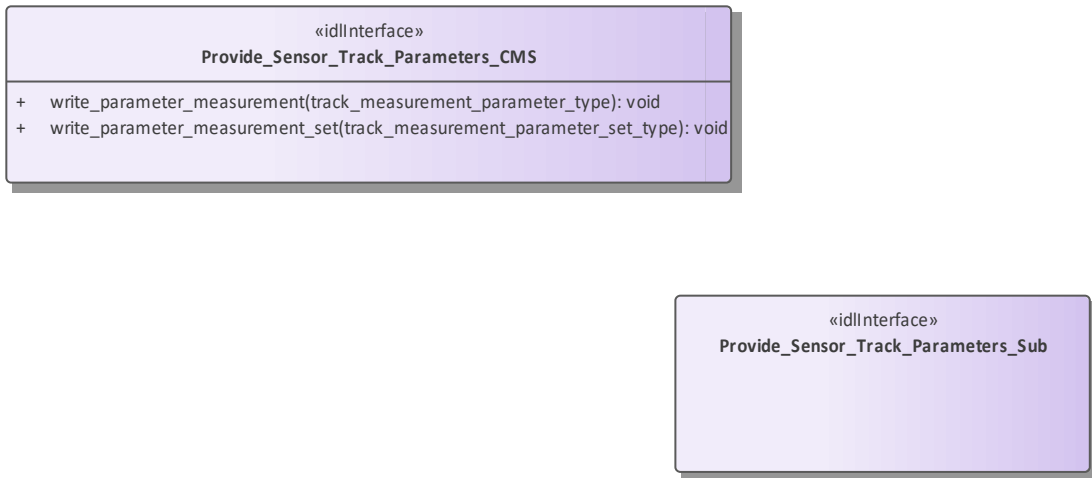 «idlInterface»
Provide_Sensor_Track_Parameters_CMS
+ write_parameter_measurement(track_measurement_parameter_type): void
+ write_parameter_measurement_set(track_measurement_parameter_set_type): void
«idlInterface»
Provide_Sensor_Track_Parameters_Sub